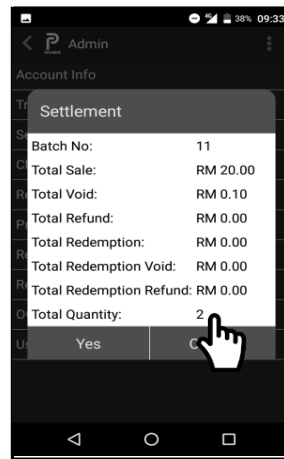 4G 38% 09:33
Admin
Account Info
Settlement
Batch No: 11
Total Sale: RM 20.00
Total Void: RM 0.10
Total Refund: RM 0.00
Total Redemption: RM 0.00
Total Redemption Void: RM 0.00
Total Redemption Refund: RM 0.00
Total Quantity: 2
Yes